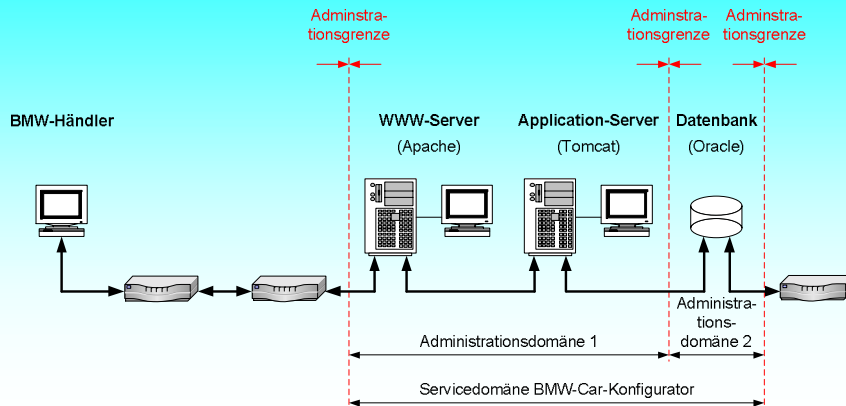 Adminstra-
tionsgrenze
Adminstra-
tionsgrenze
Adminstra-
tionsgrenze
BMW-Händler
WWW-Server
(Apache)
Application-Server
(Tomcat)
Datenbank
(Oracle)
Administrationsdomäne 1
Administra-
tions-
domäne 2
Servicedomäne BMW-Car-Konfigurator